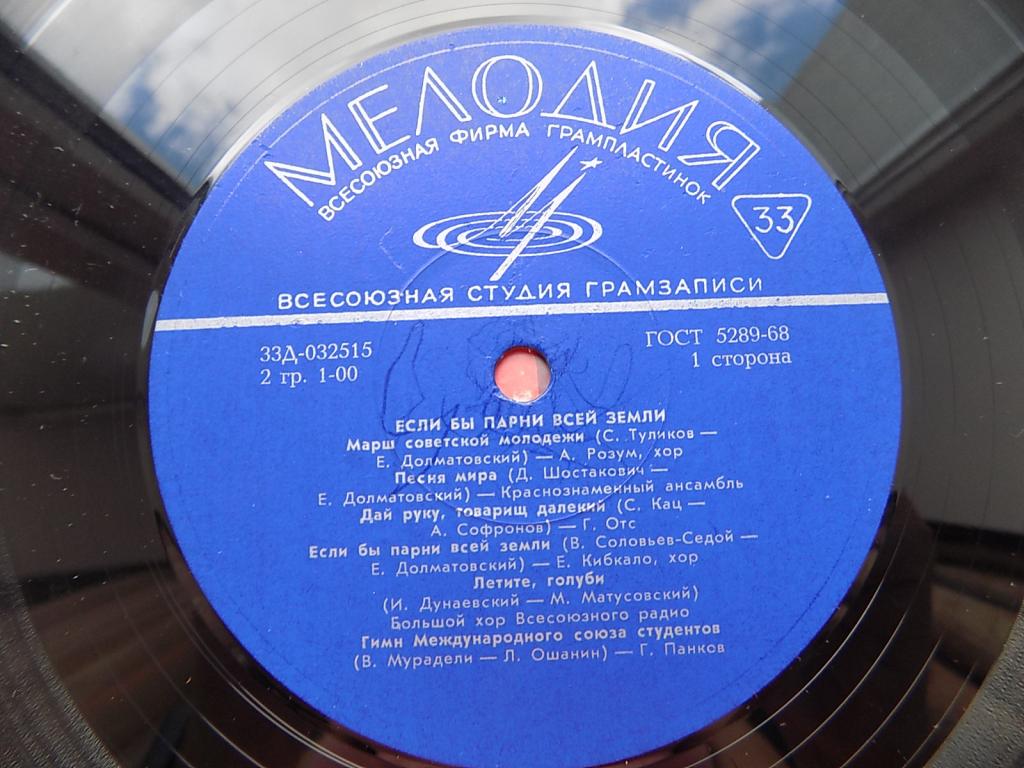 МЕЛОДИЯ
ВСЕСОЮЗНАЯ ФИРМА ГРАМПЛАСТИНОК
33
ВСЕСОЮЗНАЯ СТУДИЯ ГРАМЗАПИСИ
33Д-032515
2 гр. 1-00
ГОСТ 5289-68
1 сторона
ЕСЛИ БЫ ПАРНИ ВСЕЙ ЗЕМЛИ
Марш советской молодежи (С. Туликов —
Е. Долматовский) — А. Розум, хор
Песня мира (Д. Шостакович —
Е. Долматовский) — Краснознаменный ансамбль
Дай руку, товарищ далекий (С. Кац —
А. Софронов) — Г. Отс
Если бы парни всей земли (В. Соловьев-Седой —
Е. Долматовский) — Е. Кибкало, хор
Летите, голуби
(И. Дунаевский — М. Матусовский)
Большой хор Всесоюзного радио
Гимн Международного союза студентов
(В. Мурадели — Л. Ошанин) — Г. Панков